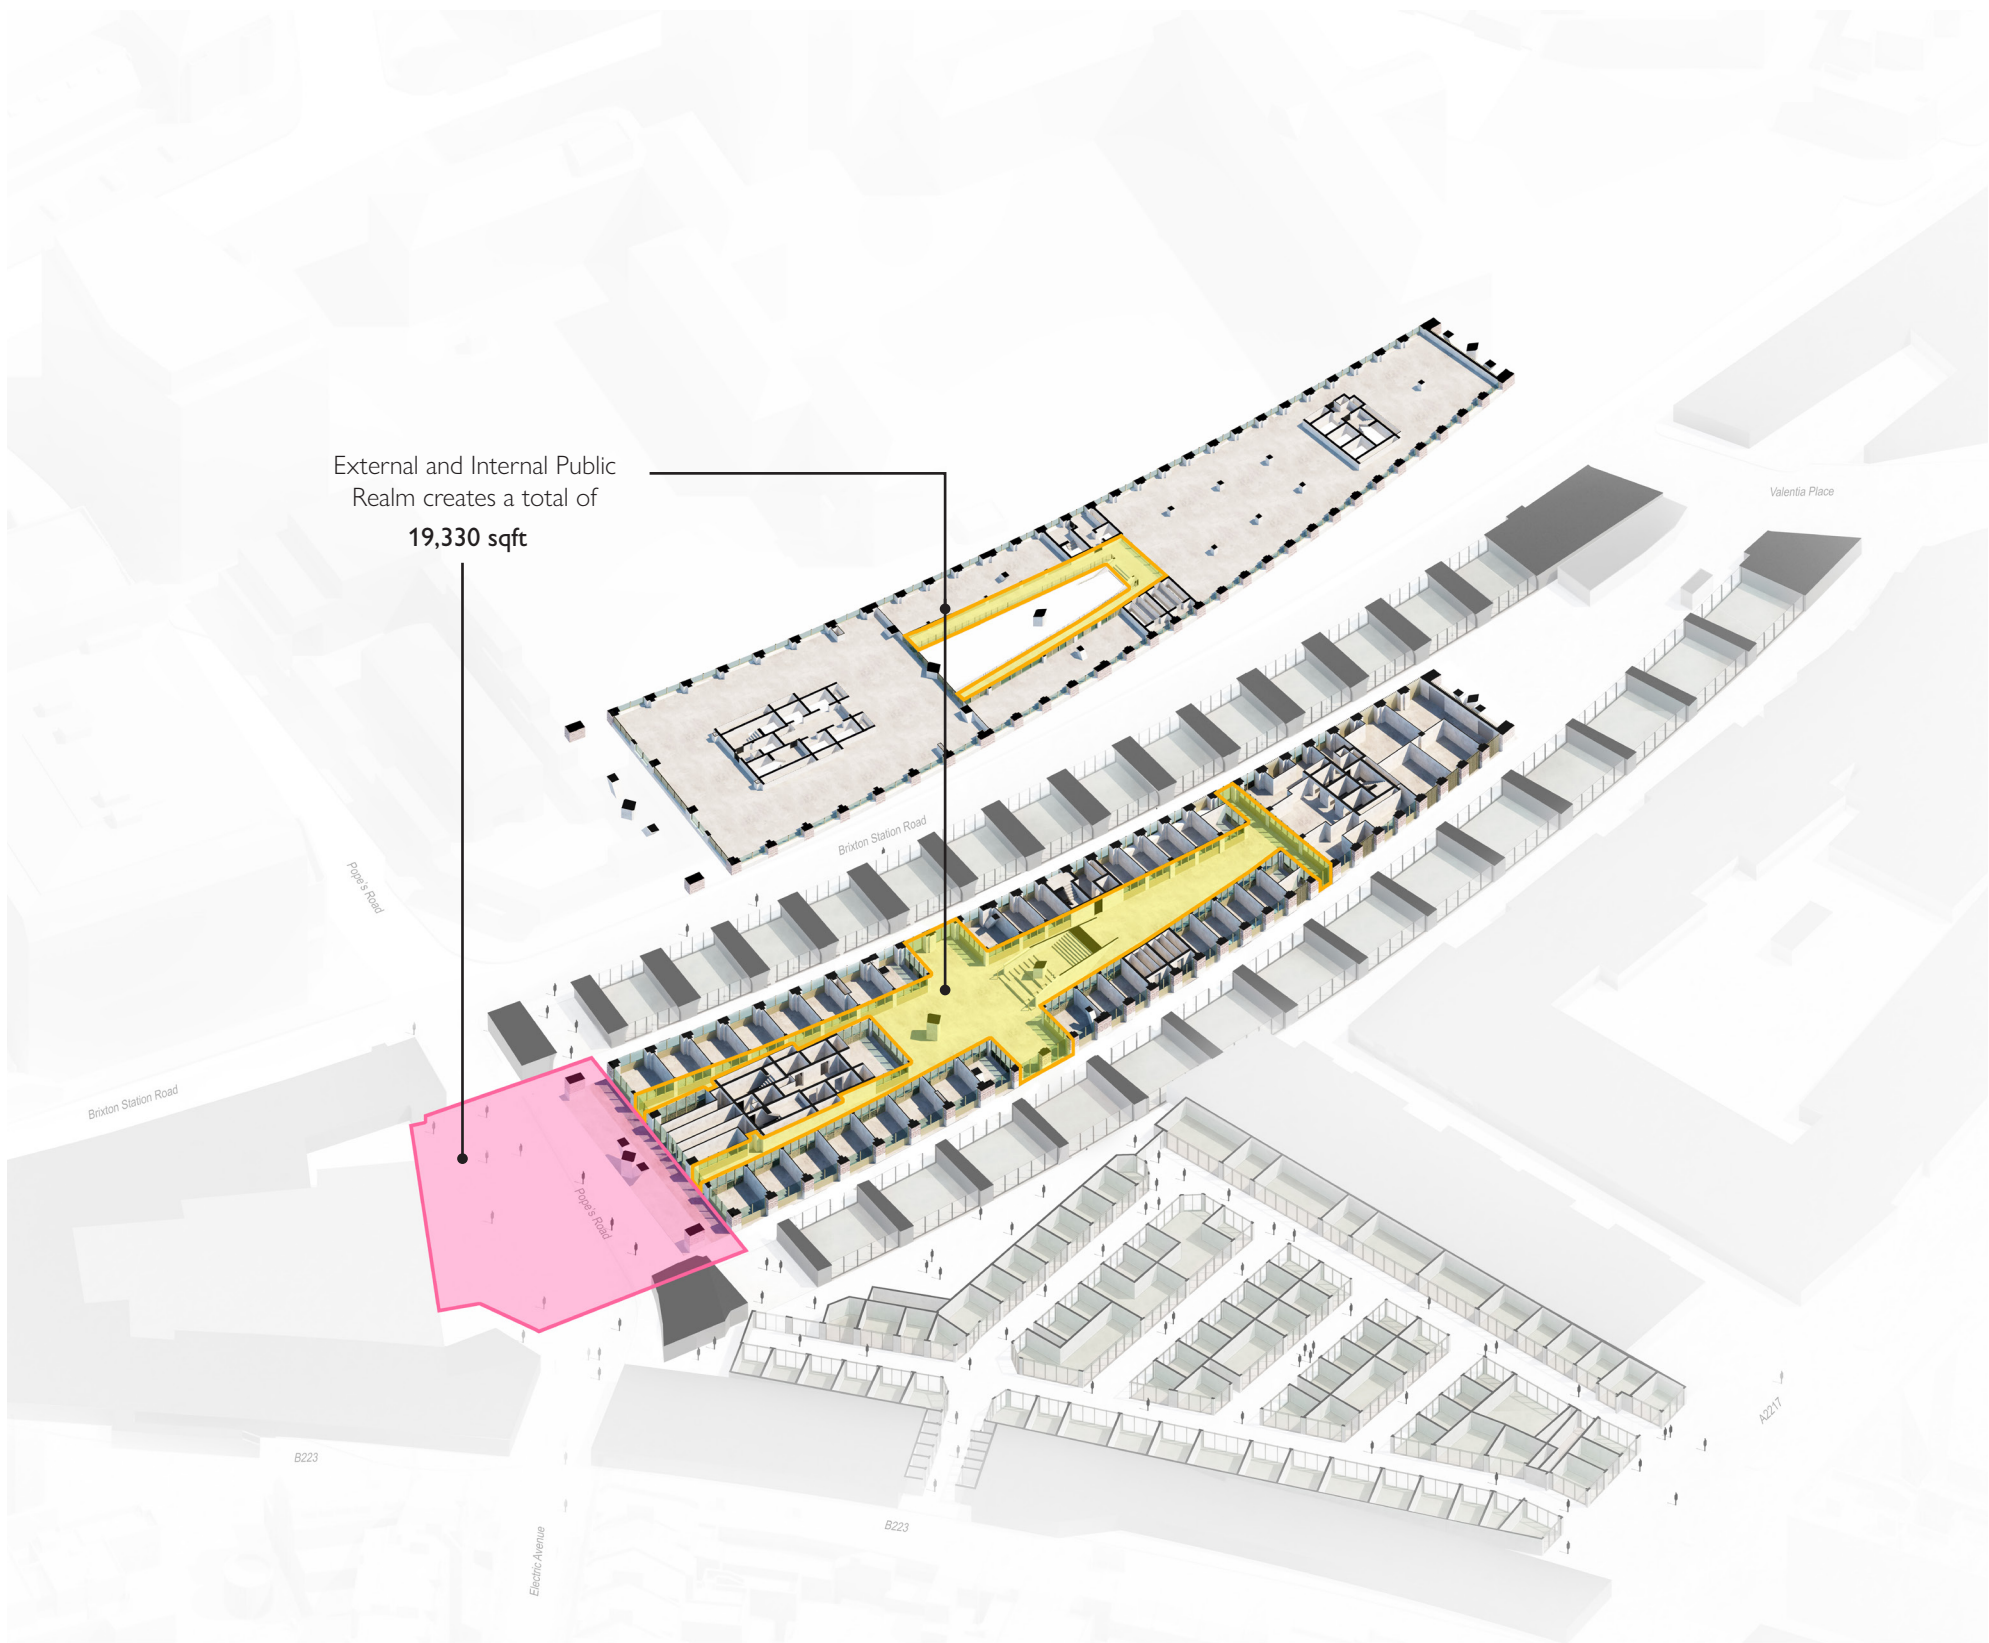 External and Internal Public
Realm creates a total of
19,330 sqft
Valentia Place
Brixton Station Road
Pope's Road
Brixton Station Road
Pope's Road
A2217
B223
B223
Electric Avenue